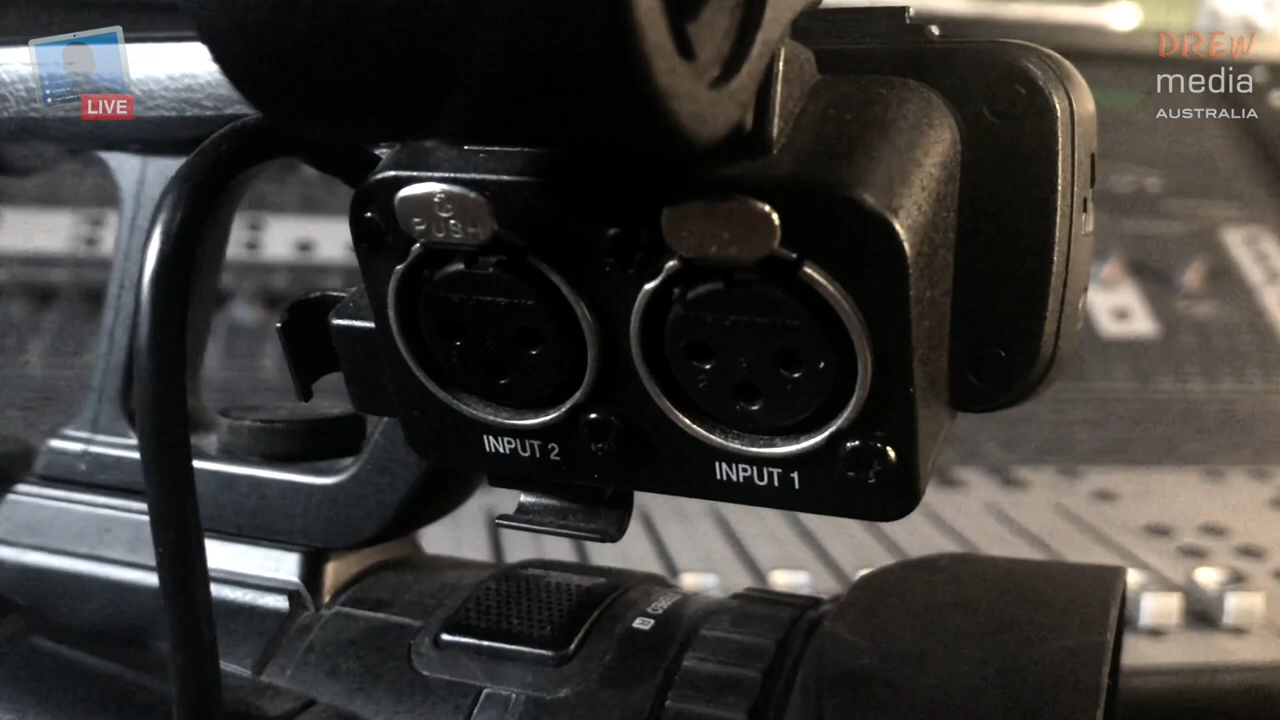 LIVE
DREW
media
AUSTRALIA
PUSH
INPUT 2
INPUT 1